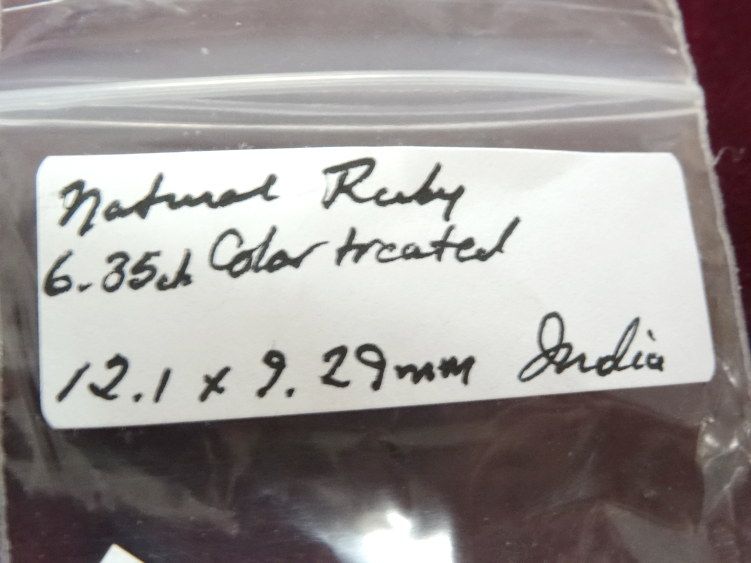 Natural Ruby
6.35ct Color treated
12.1 x 9.29mm India